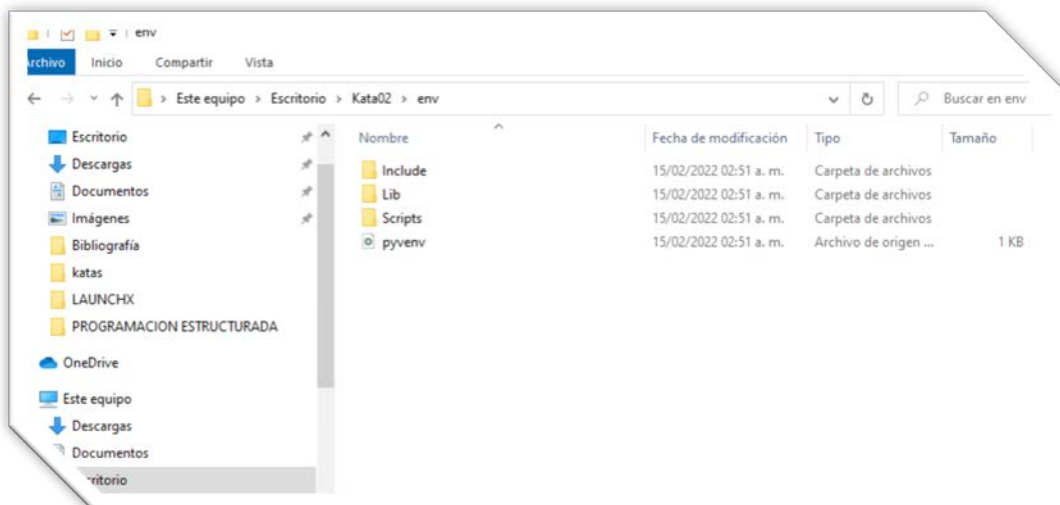 env
Archivo Inicio Compartir Vista
Este equipo > Escritorio > Kata02 > env
Buscar en env
Escritorio
Descargas
Documentos
Imágenes
Bibliografía
katas
LAUNCHX
PROGRAMACION ESTRUCTURADA
OneDrive
Este equipo
Descargas
Documentos
Escritorio
Nombre Fecha de modificación Tipo Tamaño
Include 15/02/2022 02:51 a. m. Carpeta de archivos
Lib 15/02/2022 02:51 a. m. Carpeta de archivos
Scripts 15/02/2022 02:51 a. m. Carpeta de archivos
pyvenv 15/02/2022 02:51 a. m. Archivo de origen ... 1 KB